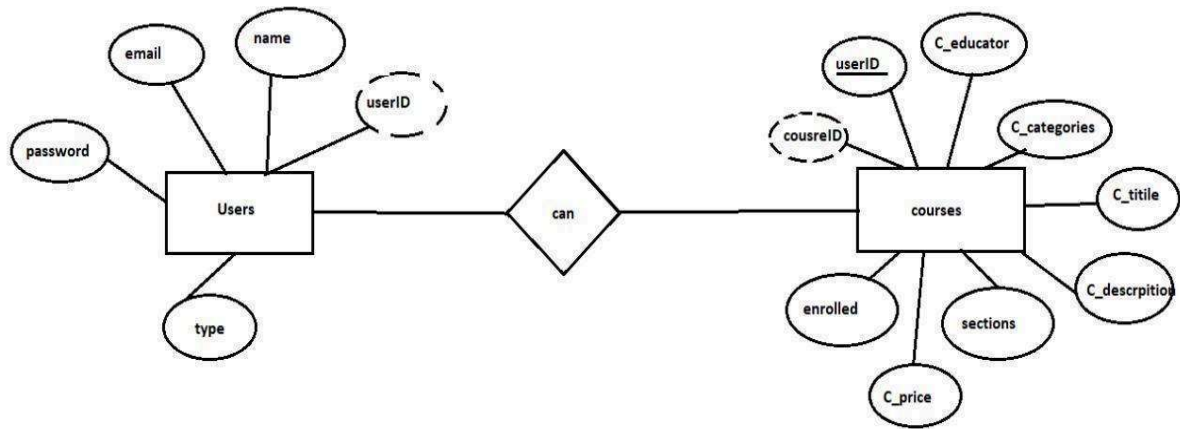 name
email
userID
password
Users
type
can
C_educator
userID
cousreID
C_categories
courses
C_titile
C_descrpition
enrolled
sections
C_price